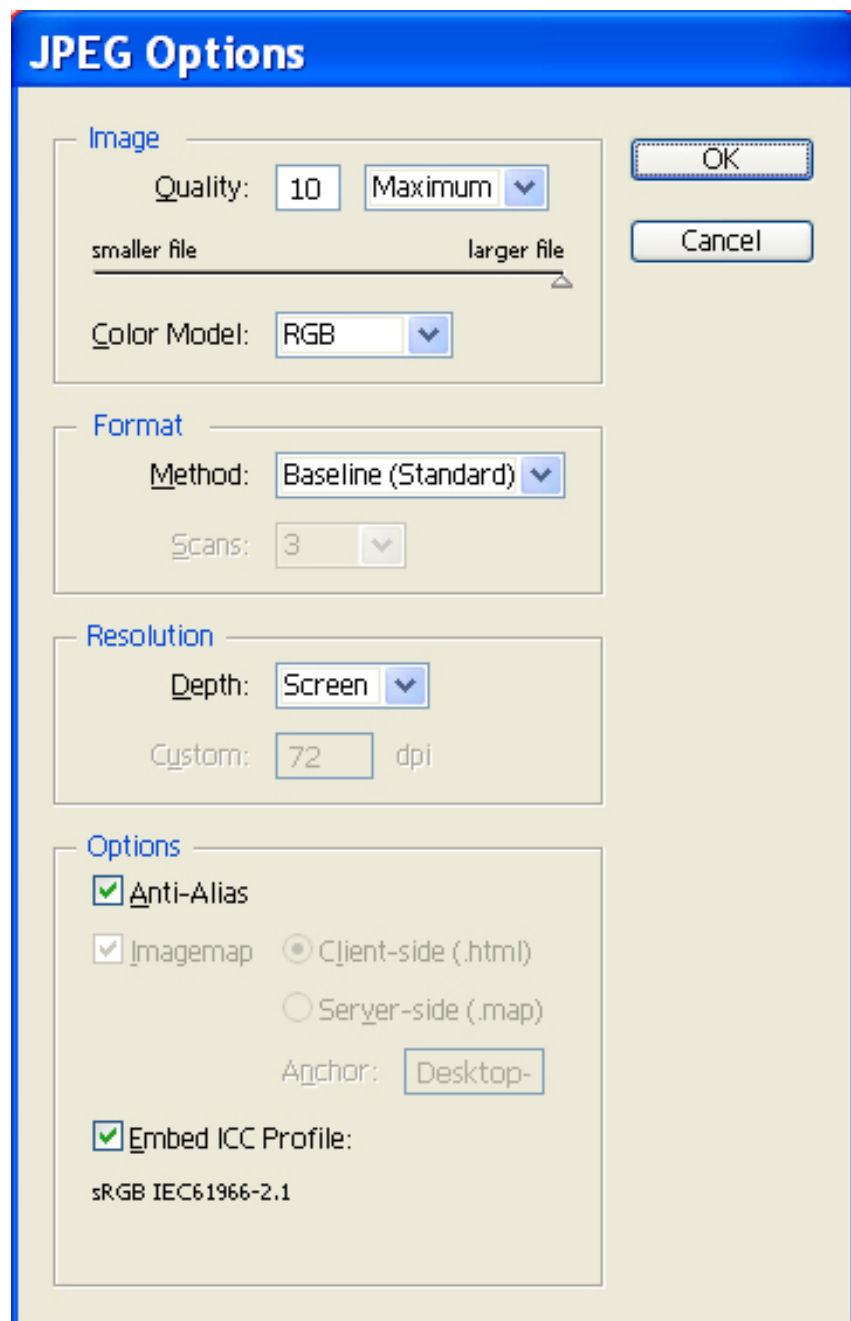 JPEG Options
Image
Quality: 10 Maximum
smaller file larger file
Color Model: RGB
OK
Cancel
Format
Method: Baseline (Standard)
Scans: 3
Resolution
Depth: Screen
Custom: 72 dpi
Options
Anti-Alias
Imagemap Client-side (.html)
Server-side (.map)
Anchor: Desktop-
Embed ICC Profile:
sRGB IEC61966-2.1